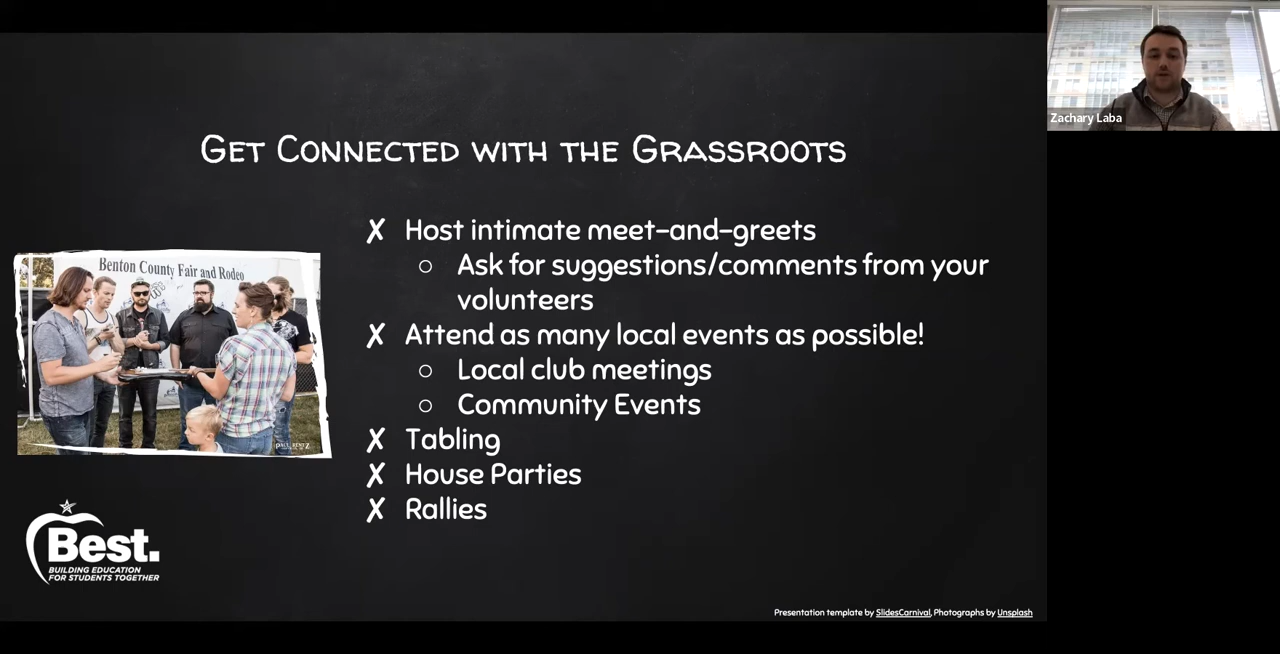 Zachary Laba
Get Connected with the Grassroots
✗ Host intimate meet-and-greets
○ Ask for suggestions/comments from your
volunteers
✗ Attend as many local events as possible!
○ Local club meetings
○ Community Events
✗ Tabling
✗ House Parties
✗ Rallies
Benton County Fair and Rodeo
Best.
BUILDING EDUCATION
FOR STUDENTS TOGETHER
Presentation template by SlidesCarnival, Photographs by Unsplash